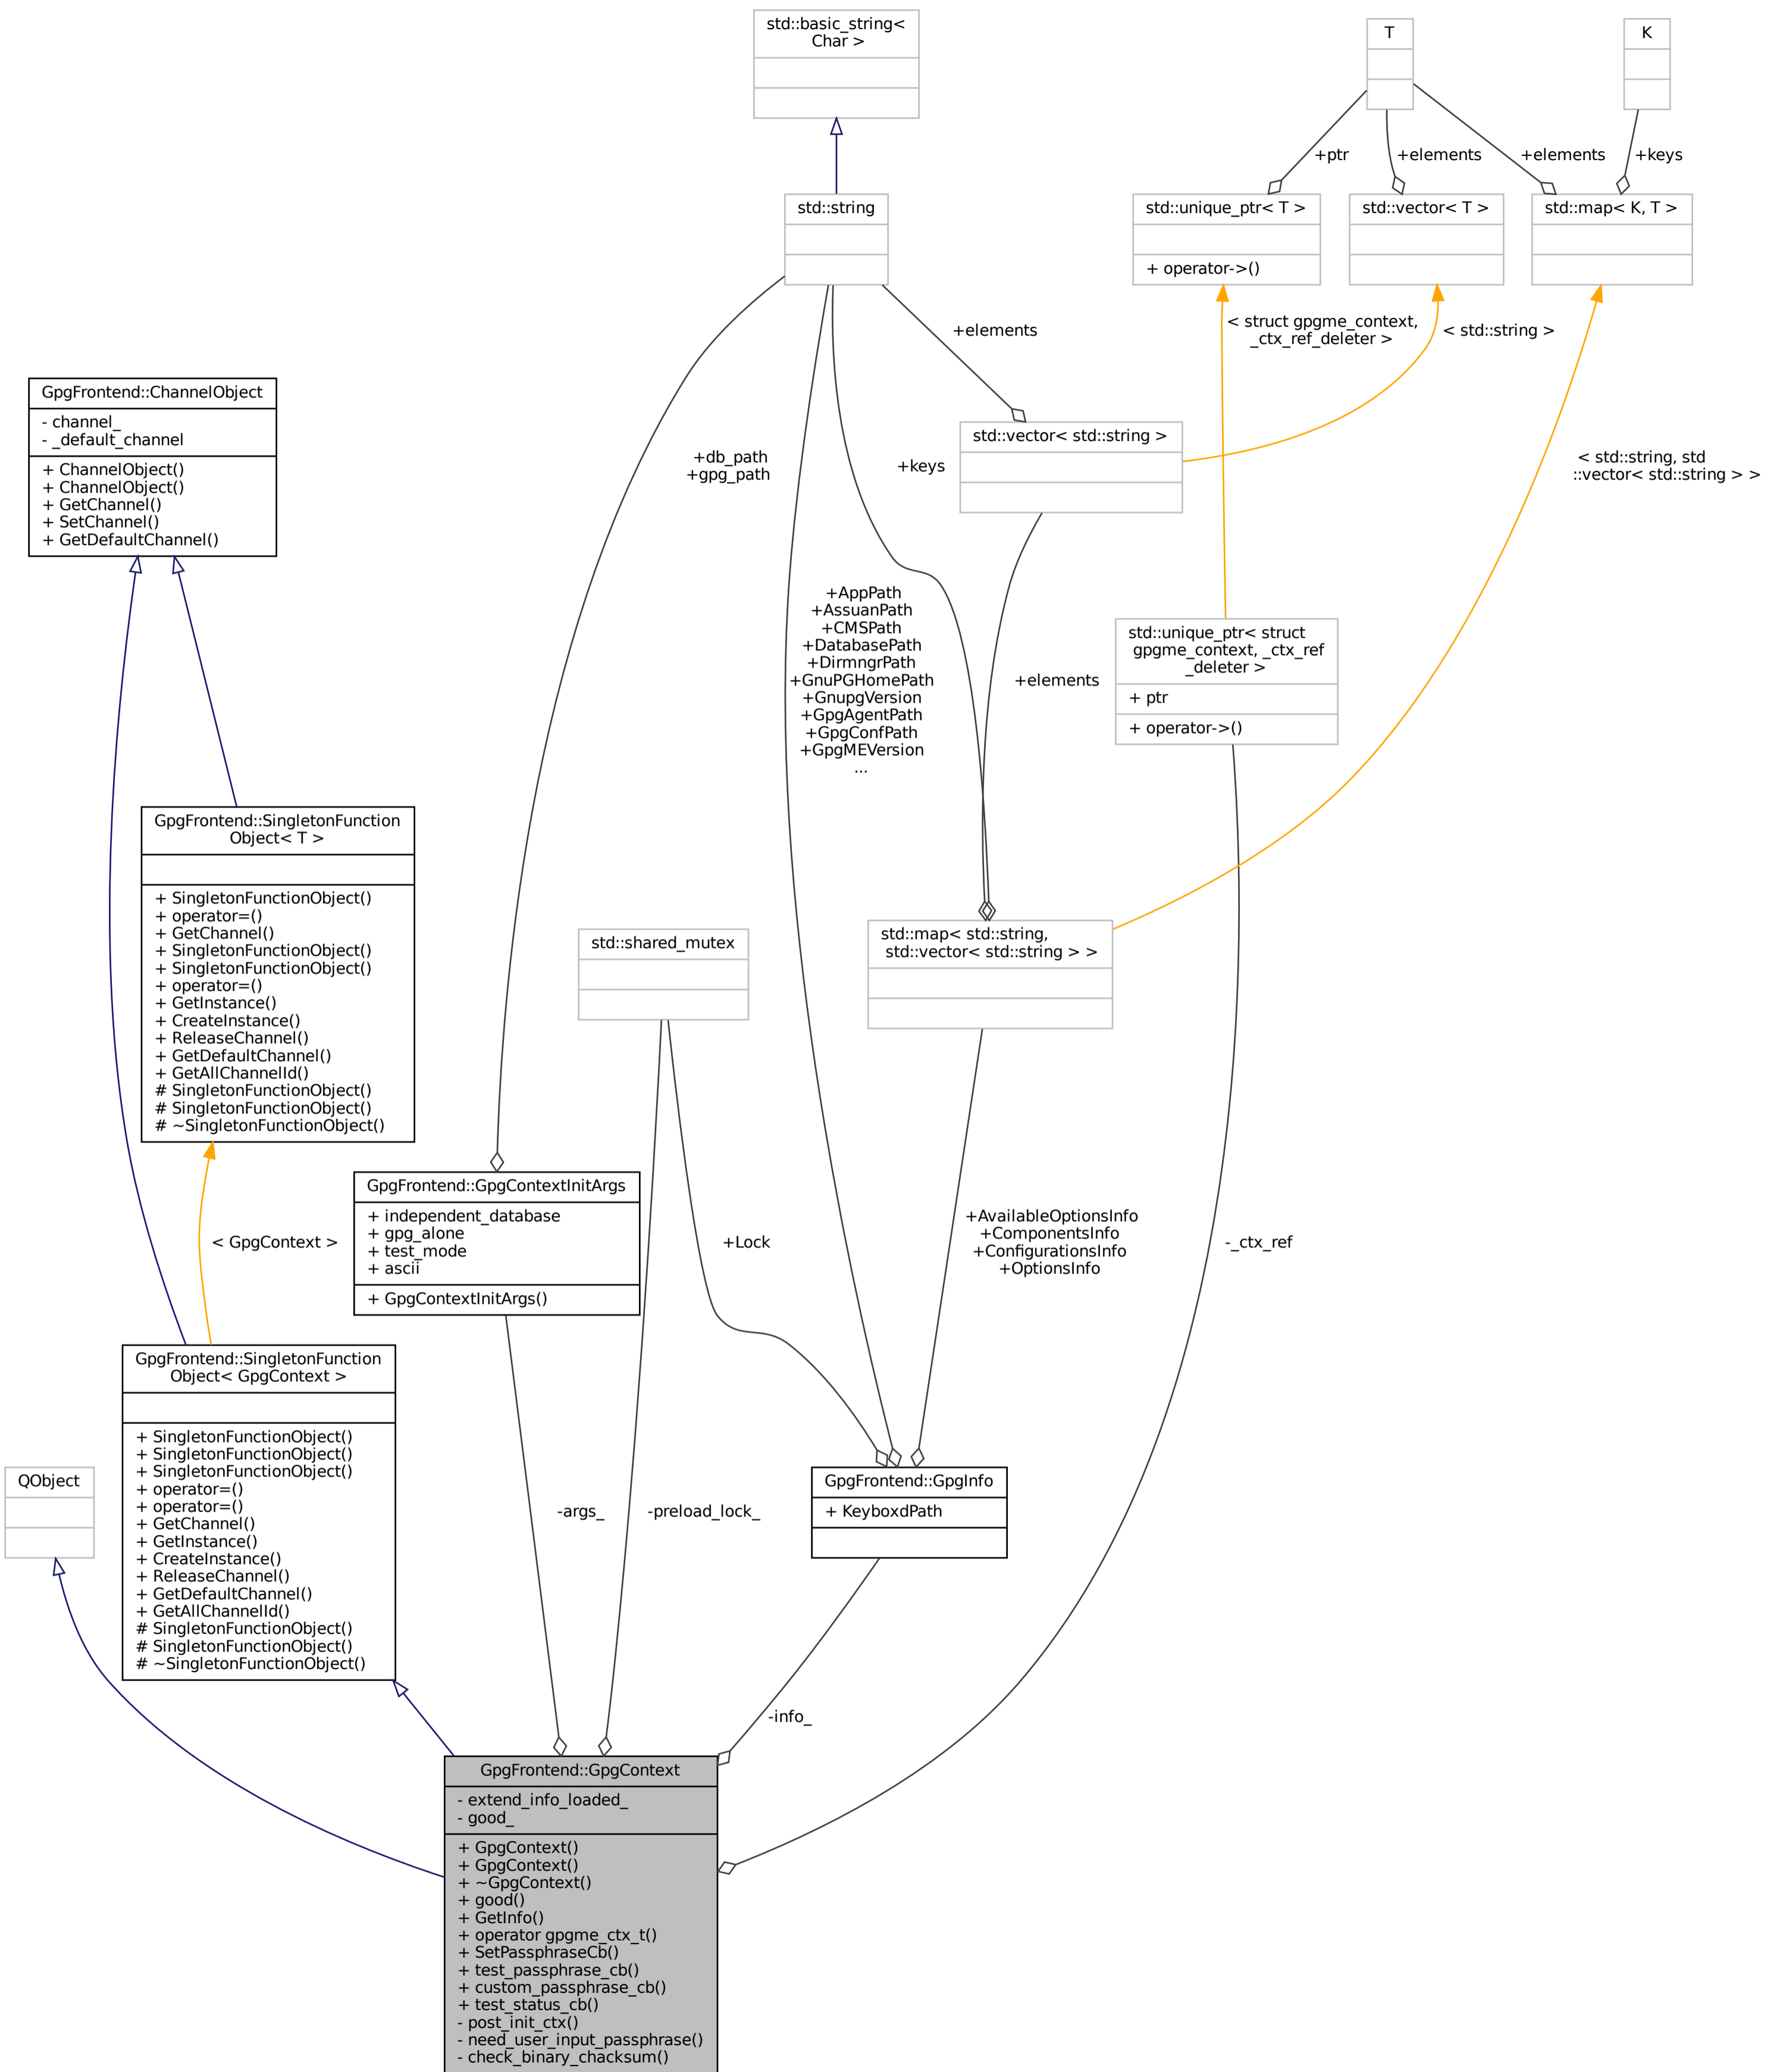 std::basic_string<
Char >
T
K
+ptr
+elements
+elements
+keys
std::string
std::unique_ptr< T >
+ operator->()
std::vector< T >
std::map< K, T >
+elements
< struct gpgme_context,
_ctx_ref_deleter >
< std::string >
GpgFrontend::ChannelObject
- channel_
- _default_channel
+ ChannelObject()
+ ChannelObject()
+ GetChannel()
+ SetChannel()
+ GetDefaultChannel()
+db_path
+gpg_path
+keys
std::vector< std::string >
< std::string, std
::vector< std::string > >
+AppPath
+AssuanPath
+CMSPath
+DatabasePath
+DirmngrPath
+GnuPGHomePath
+GnupgVersion
+GpgAgentPath
+GpgConfPath
+GpgMEVersion
...
+elements
std::unique_ptr< struct
gpgme_context, _ctx_ref
_deleter >
+ ptr
+ operator->()
GpgFrontend::SingletonFunction
Object< T >
+ SingletonFunctionObject()
+ operator=()
+ GetChannel()
+ SingletonFunctionObject()
+ SingletonFunctionObject()
+ operator=()
+ GetInstance()
+ CreateInstance()
+ ReleaseChannel()
+ GetDefaultChannel()
+ GetAllChannelId()
# SingletonFunctionObject()
# SingletonFunctionObject()
# ~SingletonFunctionObject()
std::shared_mutex
std::map< std::string,
std::vector< std::string > >
< GpgContext >
GpgFrontend::GpgContextInitArgs
+ independent_database
+ gpg_alone
+ test_mode
+ ascii
+ GpgContextInitArgs()
+Lock
+AvailableOptionsInfo
+ComponentsInfo
+ConfigurationsInfo
+OptionsInfo
-_ctx_ref
GpgFrontend::SingletonFunction
Object< GpgContext >
+ SingletonFunctionObject()
+ SingletonFunctionObject()
+ SingletonFunctionObject()
+ operator=()
+ operator=()
+ GetChannel()
+ GetInstance()
+ CreateInstance()
+ ReleaseChannel()
+ GetDefaultChannel()
+ GetAllChannelId()
# SingletonFunctionObject()
# SingletonFunctionObject()
# ~SingletonFunctionObject()
QObject
-args_
-preload_lock_
GpgFrontend::GpgInfo
+ KeyboxdPath
-info_
GpgFrontend::GpgContext
- extend_info_loaded_
- good_
+ GpgContext()
+ GpgContext()
+ ~GpgContext()
+ good()
+ GetInfo()
+ operator gpgme_ctx_t()
+ SetPassphraseCb()
+ test_passphrase_cb()
+ custom_passphrase_cb()
+ test_status_cb()
- post_init_ctx()
- need_user_input_passphrase()
- check_binary_chacksum()